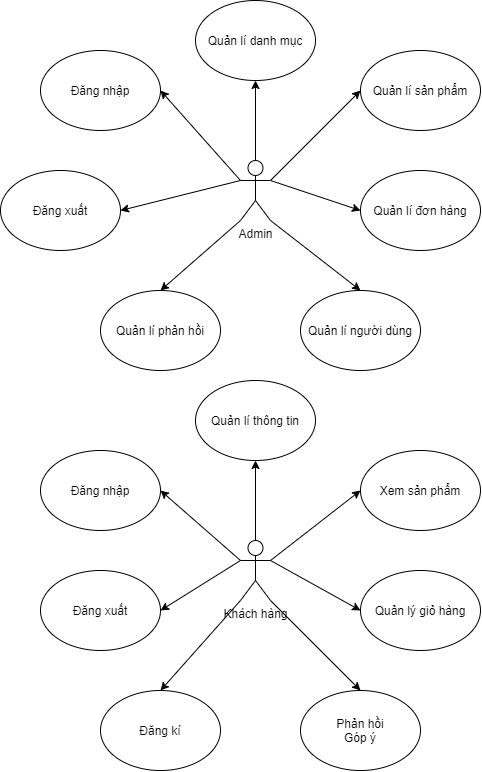 Quản lí danh mục
Đăng nhập
Quản lí sản phẩm
Đăng xuất
Quản lí đơn hàng
Admin
Quản lí phản hồi
Quản lí người dùng
Quản lí thông tin
Đăng nhập
Xem sản phẩm
Đăng xuất
Quản lý giỏ hàng
Khách hàng
Đăng kí
Phản hồi
Góp ý